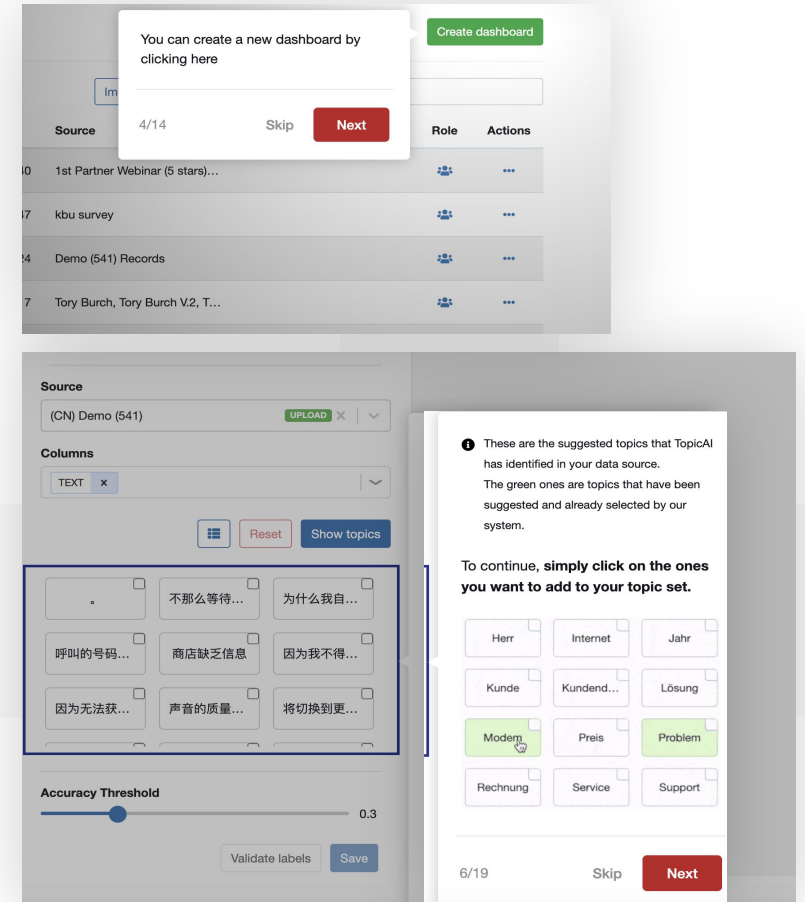 You can create a new dashboard by
clicking here
4/14
Skip
Next
Create dashboard
Im
Source
Role
Actions
40
1st Partner Webinar (5 stars)…
47
kbu survey
24
Demo (541) Records
7
Tory Burch, Tory Burch V.2, T…
Source
(CN) Demo (541)
UPLOAD
Columns
TEXT
Reset
Show topics
。
不那么等待…
为什么我自…
呼叫的号码…
商店缺乏信息
因为我不得…
因为无法获…
声音的质量…
将切换到更…
Accuracy Threshold
0.3
Validate labels
Save
These are the suggested topics that TopicAI
has identified in your data source.
The green ones are topics that have been
suggested and already selected by our
system.
To continue, simply click on the ones
you want to add to your topic set.
Herr
Internet
Jahr
Kunde
Kundend...
Lösung
Modem
Preis
Problem
Rechnung
Service
Support
6/19
Skip
Next